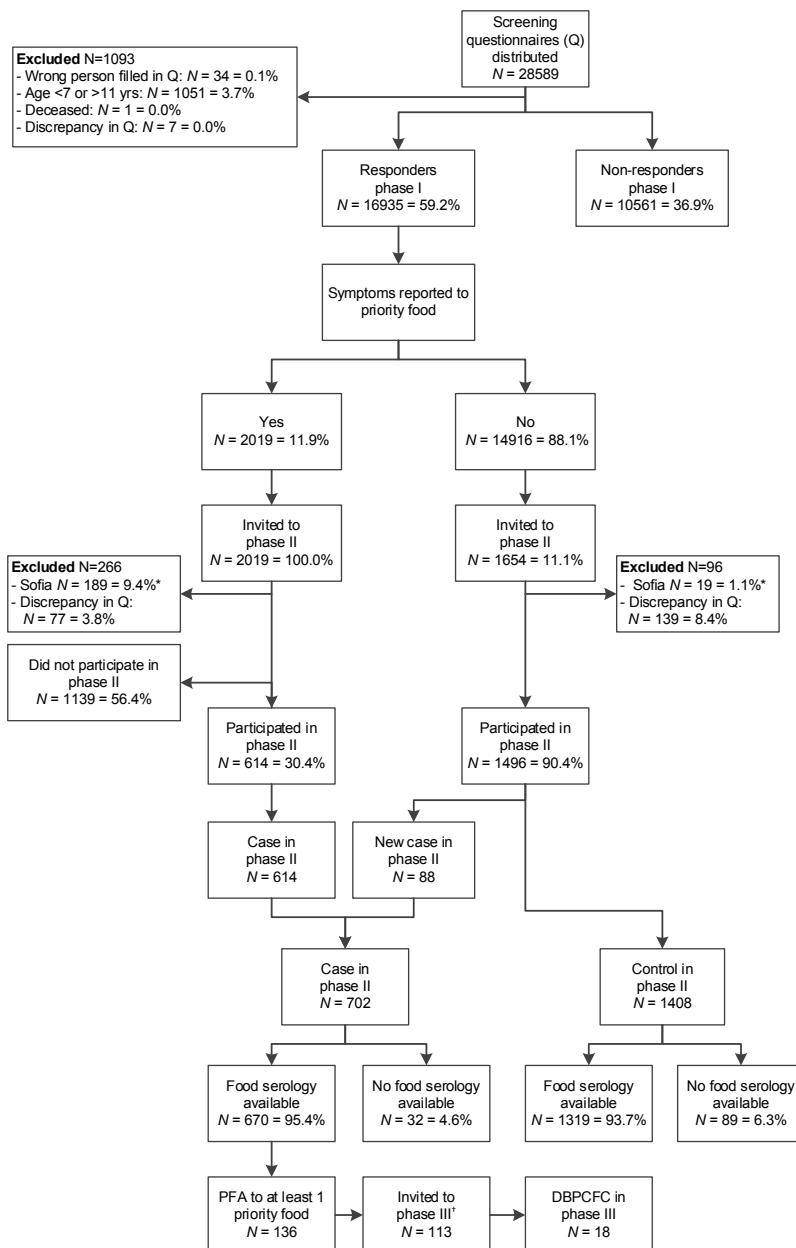 Screening
questionnaires (Q)
distributed
N = 28589
Excluded N=1093
- Wrong person filled in Q: N = 34 = 0.1%
- Age <7 or >11 yrs: N = 1051 = 3.7%
- Deceased: N = 1 = 0.0%
- Discrepancy in Q: N = 7 = 0.0%
Responders
phase I
N = 16935 = 59.2%
Non-responders
phase I
N = 10561 = 36.9%
Symptoms reported to
priority food
Yes
N = 2019 = 11.9%
No
N = 14916 = 88.1%
Invited to
phase II
N = 2019 = 100.0%
Invited to
phase II
N = 1654 = 11.1%
Excluded N=266
- Sofia N = 189 = 9.4%*
- Discrepancy in Q:
N = 77 = 3.8%
Excluded N=96
- Sofia N = 19 = 1.1%*
- Discrepancy in Q:
N = 139 = 8.4%
Did not participate in
phase II
N = 1139 = 56.4%
Participated in
phase II
N = 614 = 30.4%
Participated in
phase II
N = 1496 = 90.4%
Case in
phase II
N = 614
New case in
phase II
N = 88
Case in
phase II
N = 702
Control in
phase II
N = 1408
Food serology
available
N = 670 = 95.4%
No food serology
available
N = 32 = 4.6%
Food serology
available
N = 1319 = 93.7%
No food serology
available
N = 89 = 6.3%
PFA to at least 1
priority food
N = 136
Invited to
phase III†
N = 113
DBPCFC in
phase III
N = 18